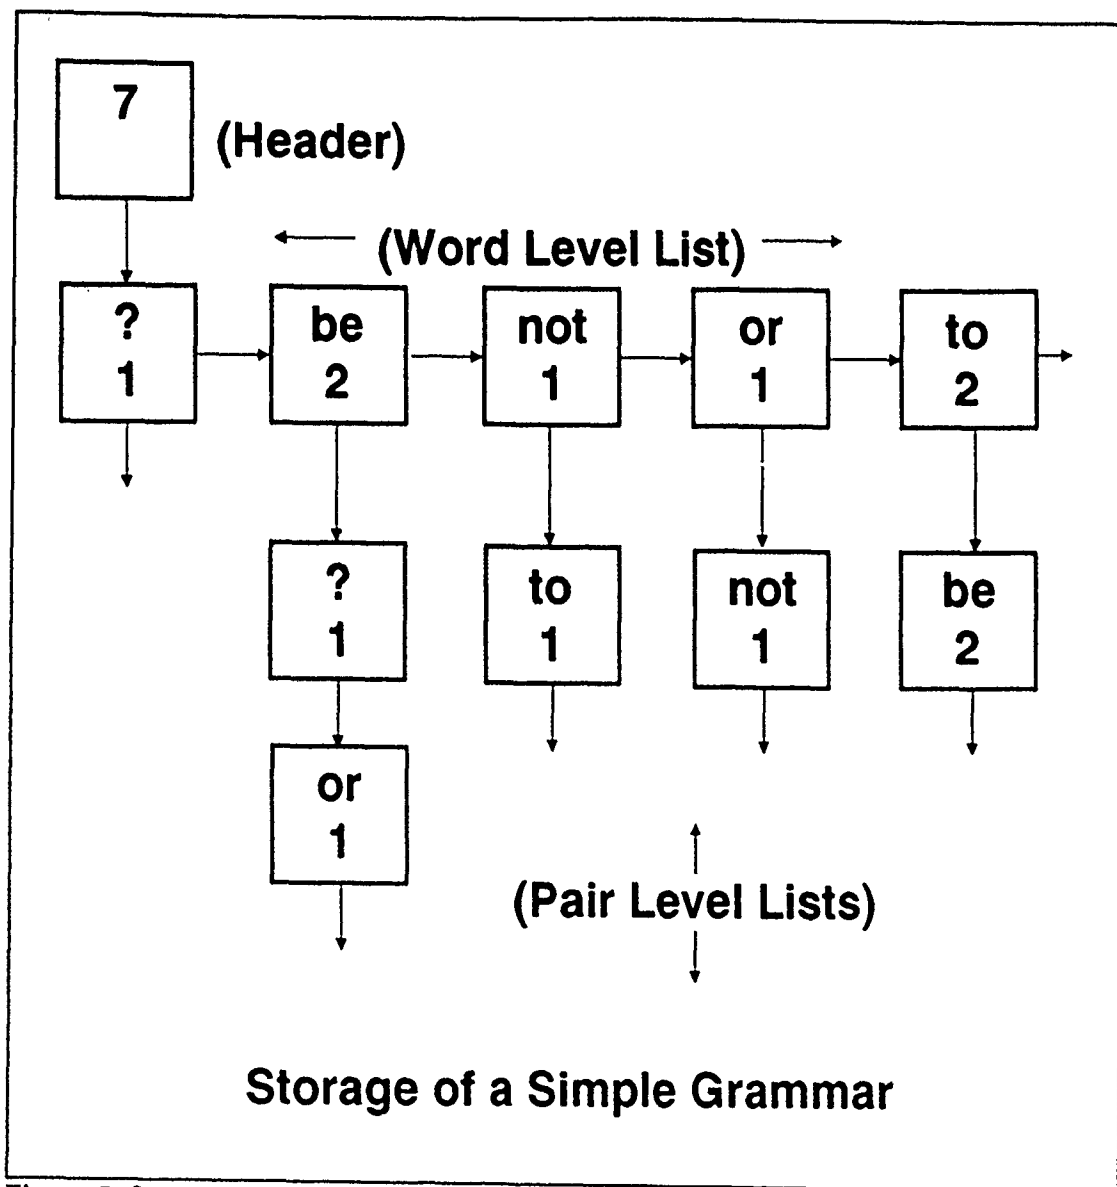 7
(Header)
(Word Level List)
?
1
be
2
not
1
or
1
to
2
?
1
to
1
not
1
be
2
or
1
(Pair Level Lists)
Storage of a Simple Grammar